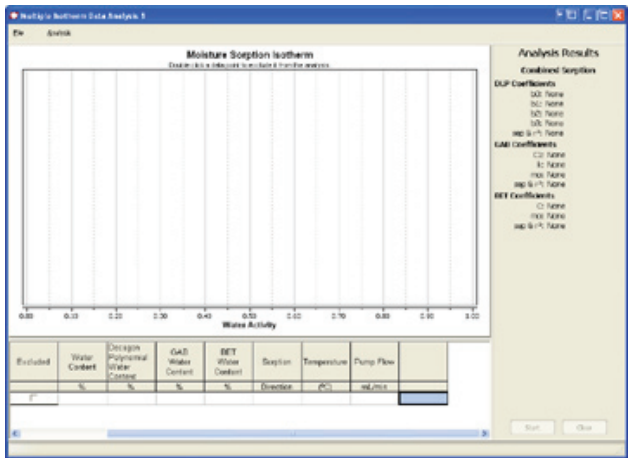 Multiple Isotherm Data Analysis 1
File Analysis
Moisture Sorption Isotherm
Double click a data point to exclude it from the analysis
0.00 0.10 0.20 0.30 0.40 0.50 0.60 0.70 0.80 0.90 1.00
Water Activity
Analysis Results
Combined Sorption
DLP Coefficients
b0: None
b1: None
b2: None
b3: None
sep & r²: None
GAB Coefficients
C1: None
k: None
mo: None
sep & r²: None
BET Coefficients
C: None
mo: None
sep & r²: None
Excluded Water Content Decagon Polynomial Water Content GAB Water Content BET Water Content Sorption Temperature Pump Flow
% % % % Direction (ºC) mL/min
Start Close